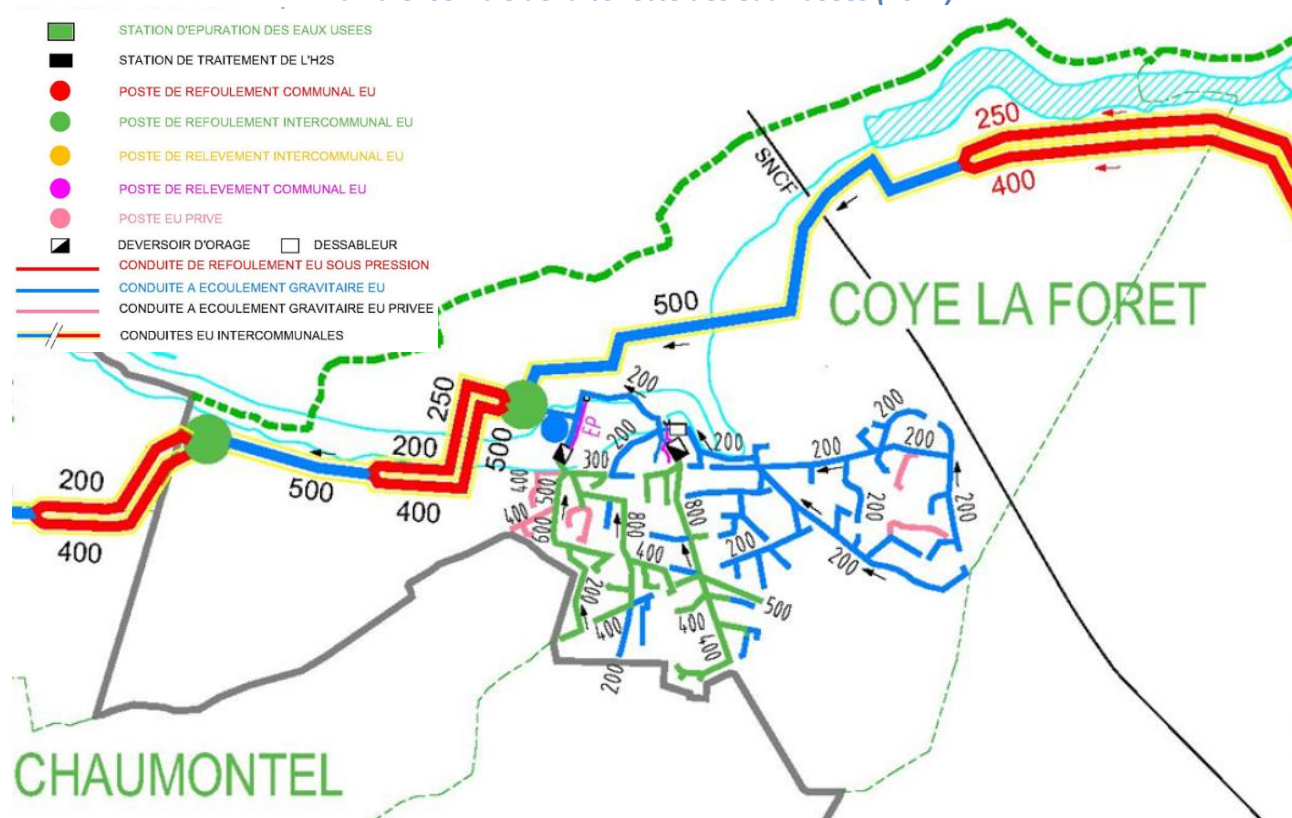 STATION D'EPURATION DES EAUX USEES
STATION DE TRAITEMENT DE L'H2S
POSTE DE REFOULEMENT COMMUNAL EU
POSTE DE REFOULEMENT INTERCOMMUNAL EU
POSTE DE RELEVEMENT INTERCOMMUNAL EU
POSTE DE RELEVEMENT COMMUNAL EU
POSTE EU PRIVE
DEVERSOIR D'ORAGE DESSABLEUR
CONDUITE DE REFOULEMENT EU SOUS PRESSION
CONDUITE A ECOULEMENT GRAVITAIRE EU
CONDUITE A ECOULEMENT GRAVITAIRE EU PRIVEE
CONDUITES EU INTERCOMMUNALES
250
400
SNCF
COYE LA FORET
500
250
200
500
400
200
500
200
400
EP
200
200
300
200
200
200
200
200
200
200
400
400
500
600
800
800
400
200
400
200
400
400
500
CHAUMONTEL